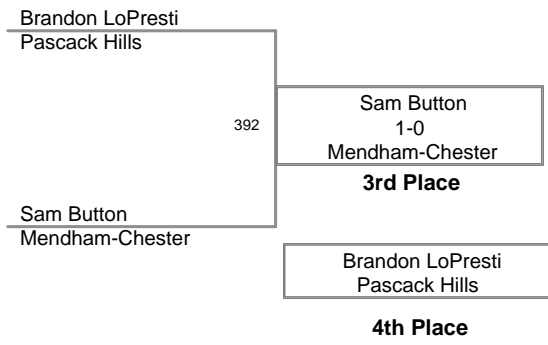 Brandon LoPresti
Pascack Hills
392
Sam Button
1-0
Mendham-Chester
3rd Place
Sam Button
Mendham-Chester
Brandon LoPresti
Pascack Hills
4th Place